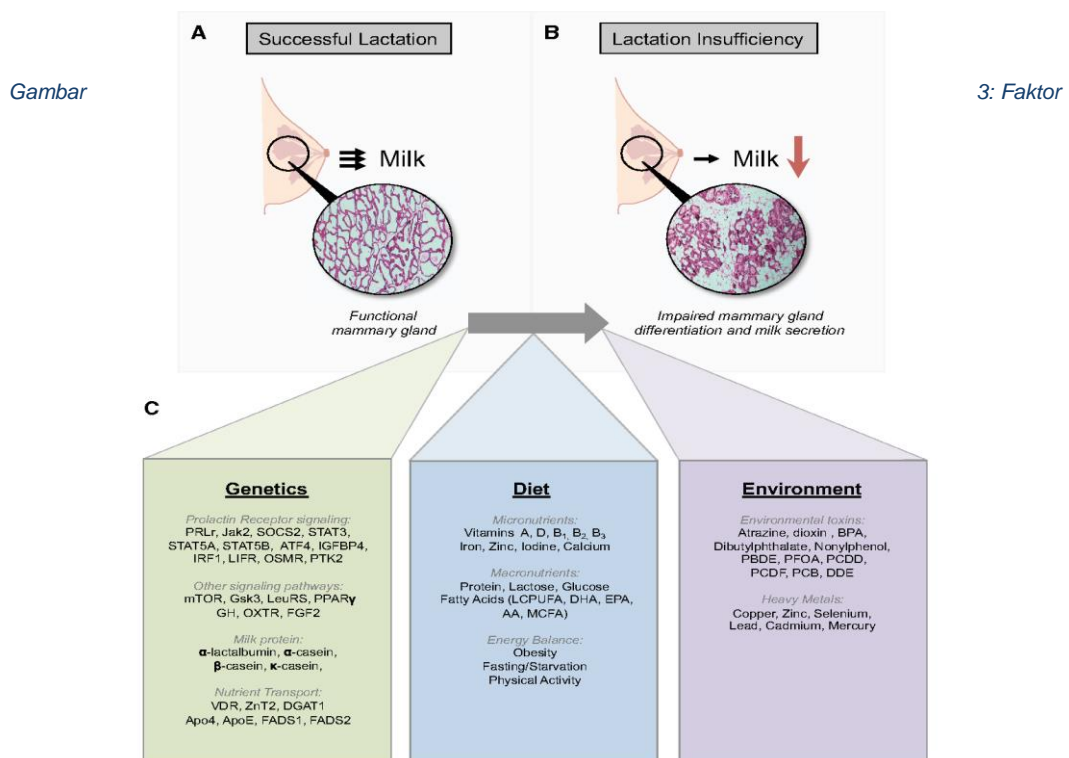 A
Successful Lactation
B
Lactation Insufficiency
Gambar
3: Faktor
Milk
Milk
Functional
mammary gland
Impaired mammary gland
differentiation and milk secretion
C
Genetics
Prolactin Receptor signaling:
PRLr, Jak2, SOCS2, STAT3,
STAT5A, STAT5B, ATF4, IGFBP4,
IRF1, LIFR, OSMR, PTK2
Other signaling pathways:
mTOR, Gsk3, LeuRS, PPARγ
GH, OXTR, FGF2
Milk protein:
α-lactalbumin, α-casein,
β-casein, κ-casein,
Nutrient Transport:
VDR, ZnT2, DGAT1
Apo4, ApoE, FADS1, FADS2
Diet
Micronutrients:
Vitamins A, D, B₁, B₂, B₃
Iron, Zinc, Iodine, Calcium
Macronutrients:
Protein, Lactose, Glucose
Fatty Acids (LCPUFA, DHA, EPA,
AA, MCFA)
Energy Balance:
Obesity
Fasting/Starvation
Physical Activity
Environment
Environmental toxins:
Atrazine, dioxin , BPA,
Dibutylphthalate, Nonylphenol,
PBDE, PFOA, PCDD,
PCDF, PCB, DDE
Heavy Metals:
Copper, Zinc, Selenium,
Lead, Cadmium, Mercury